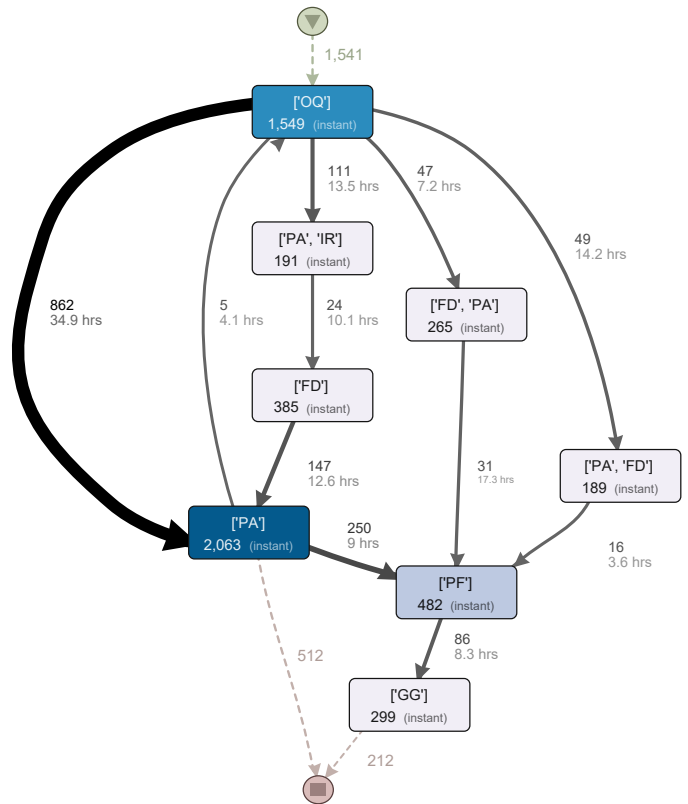 1,541
['OQ']
1,549 (instant)
111
13.5 hrs
47
7.2 hrs
49
14.2 hrs
['PA', 'IR']
191 (instant)
862
34.9 hrs
5
4.1 hrs
24
10.1 hrs
['FD', 'PA']
265 (instant)
['FD']
385 (instant)
147
12.6 hrs
31
17.3 hrs
['PA', 'FD']
189 (instant)
['PA']
2,063 (instant)
250
9 hrs
16
3.6 hrs
['PF']
482 (instant)
512
86
8.3 hrs
['GG']
299 (instant)
212